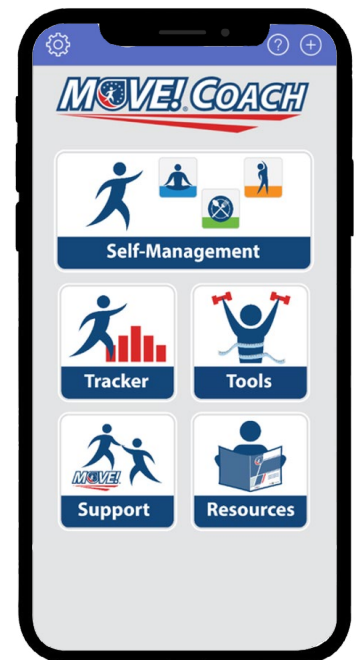 ?
MOVE! COACH
Self-Management
Tracker
Tools
MOVE!
Support
Resources